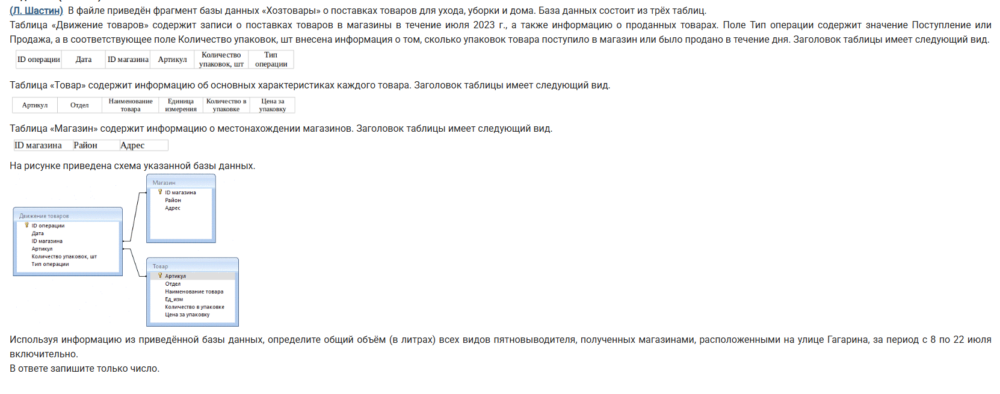 (Л. Шастин) В файле приведён фрагмент базы данных «Хозтовары» о поставках товаров для ухода, уборки и дома. База данных состоит из трёх таблиц.
Таблица «Движение товаров» содержит записи о поставках товаров в магазины в течение июля 2023 г., а также информацию о проданных товарах. Поле Тип операции содержит значение Поступление или
Продажа, а в соответствующее поле Количество упаковок, шт внесена информация о том, сколько упаковок товара поступило в магазин или было продано в течение дня. Заголовок таблицы имеет следующий вид.
ID операции Дата ID магазина Артикул Количество упаковок, шт Тип операции
Таблица «Товар» содержит информацию об основных характеристиках каждого товара. Заголовок таблицы имеет следующий вид.
Артикул Отдел Наименование товара Единица измерения Количество в упаковке Цена за упаковку
Таблица «Магазин» содержит информацию о местонахождении магазинов. Заголовок таблицы имеет следующий вид.
ID магазина Район Адрес
На рисунке приведена схема указанной базы данных.
Магазин
ID магазина
Район
Адрес
Движение товаров
ID операции
Дата
ID магазина
Артикул
Количество упаковок, шт
Тип операции
Товар
Артикул
Отдел
Наименование товара
Ед_изм
Количество в упаковке
Цена за упаковку
Используя информацию из приведённой базы данных, определите общий объём (в литрах) всех видов пятновыводителя, полученных магазинами, расположенными на улице Гагарина, за период с 8 по 22 июля
включительно.
В ответе запишите только число.